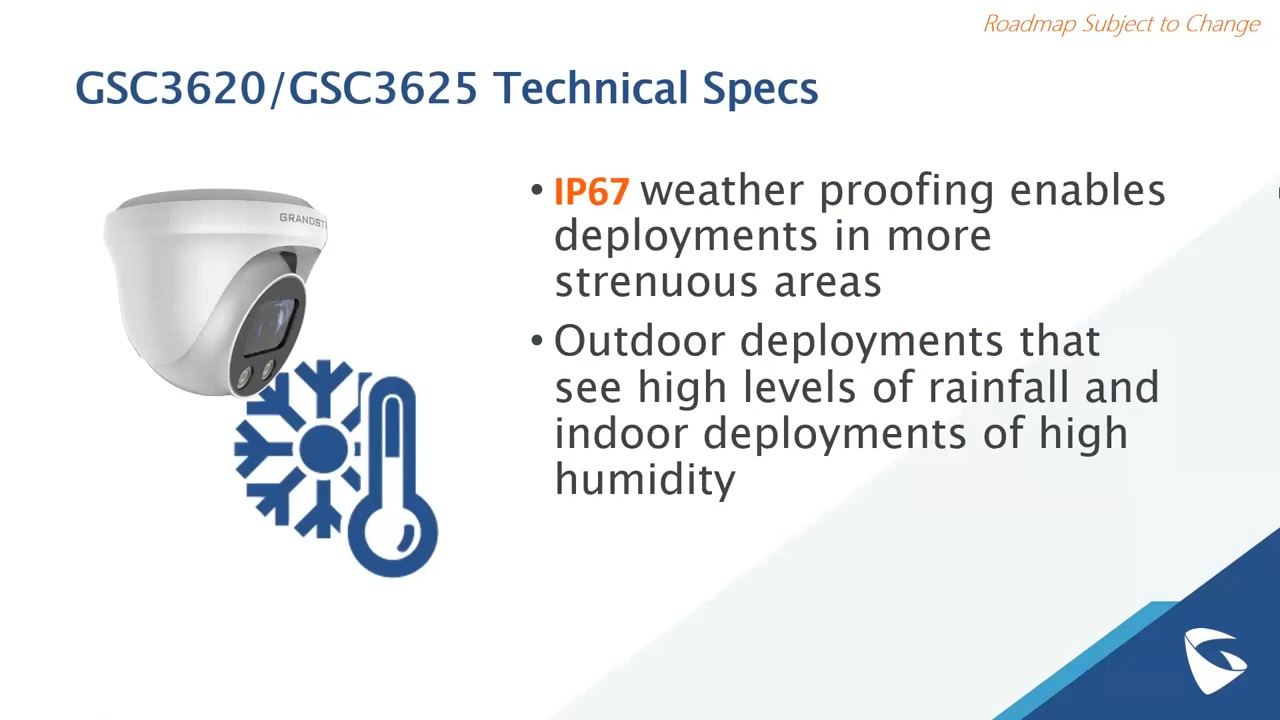 Roadmap Subject to Change
GSC3620/GSC3625 Technical Specs
GRANDST
• IP67 weather proofing enables
deployments in more
strenuous areas
• Outdoor deployments that
see high levels of rainfall and
indoor deployments of high
humidity